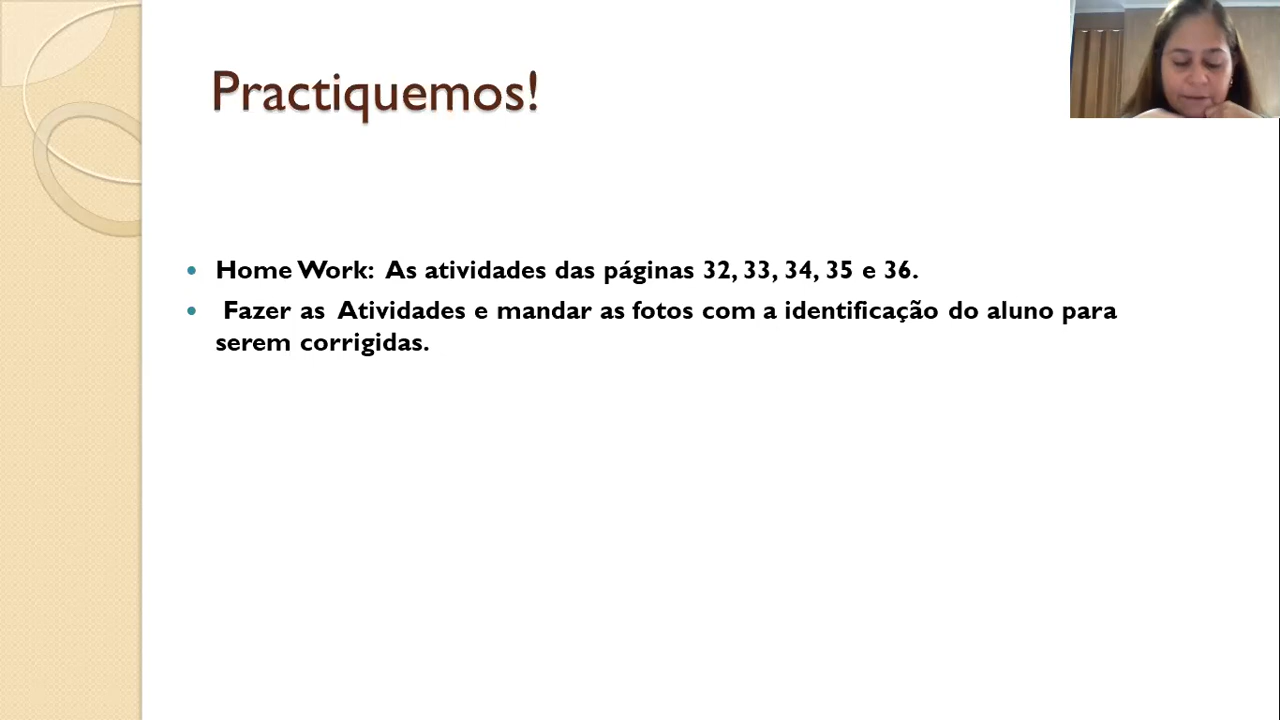 Practiquemos!
Home Work: As atividades das páginas 32, 33, 34, 35 e 36.
Fazer as Atividades e mandar as fotos com a identificação do aluno para
serem corrigidas.